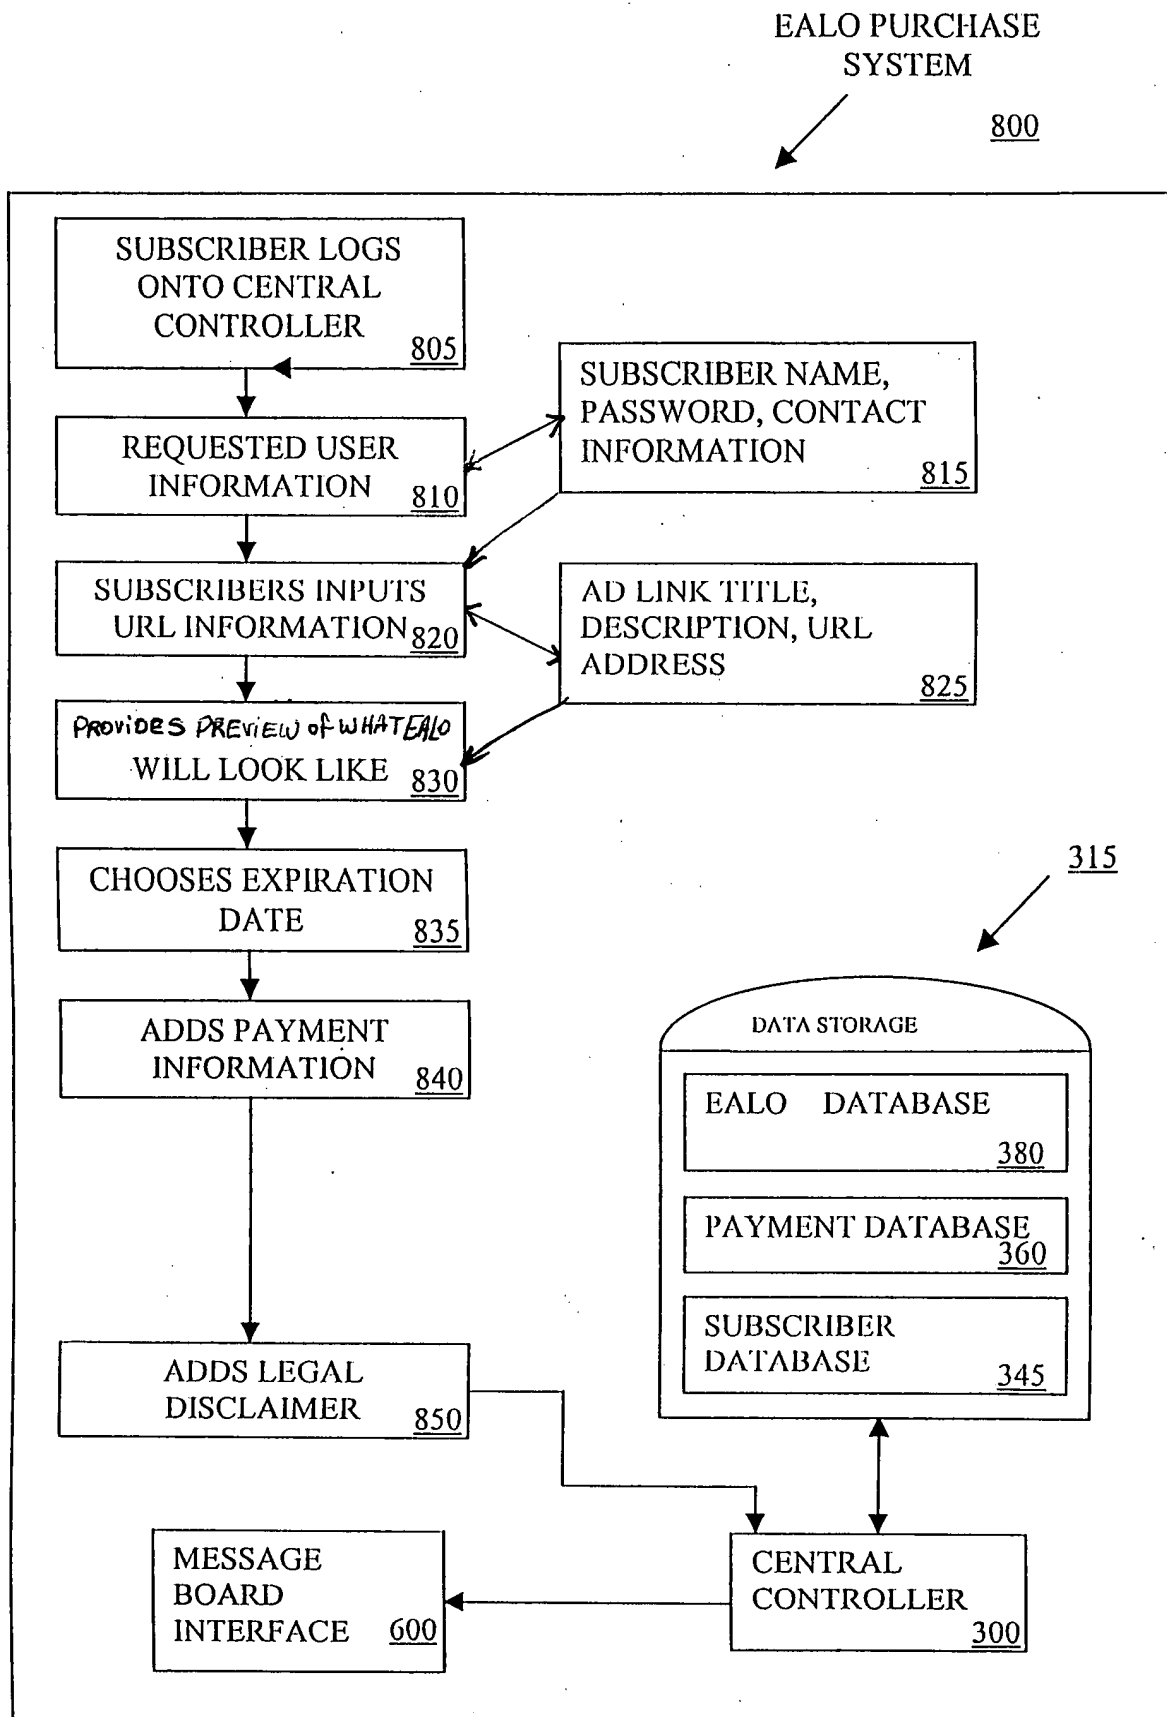 EALO PURCHASE
SYSTEM
800
SUBSCRIBER LOGS
ONTO CENTRAL
CONTROLLER
805
SUBSCRIBER NAME,
PASSWORD, CONTACT
INFORMATION
815
REQUESTED USER
INFORMATION
810
SUBSCRIBERS INPUTS
URL INFORMATION
820
AD LINK TITLE,
DESCRIPTION, URL
ADDRESS
825
PROVIDES PREVIEW of WHAT EALO
WILL LOOK LIKE
830
CHOOSES EXPIRATION
DATE
835
315
ADDS PAYMENT
INFORMATION
840
DATA STORAGE
EALO DATABASE
380
PAYMENT DATABASE
360
SUBSCRIBER
DATABASE
345
ADDS LEGAL
DISCLAIMER
850
MESSAGE
BOARD
INTERFACE
600
CENTRAL
CONTROLLER
300